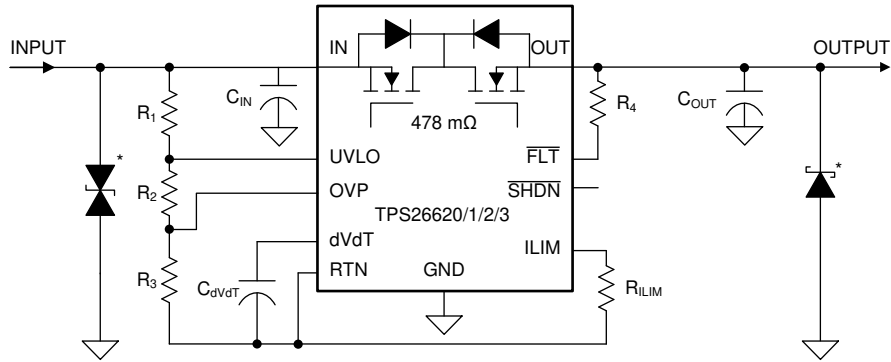 INPUT
IN
OUT
OUTPUT
R1
CIN
478 mΩ
R4
COUT
*
UVLO
FLT
*
R2
OVP
SHDN
TPS26620/1/2/3
dVdT
ILIM
R3
CdVdT
RTN
GND
RILIM